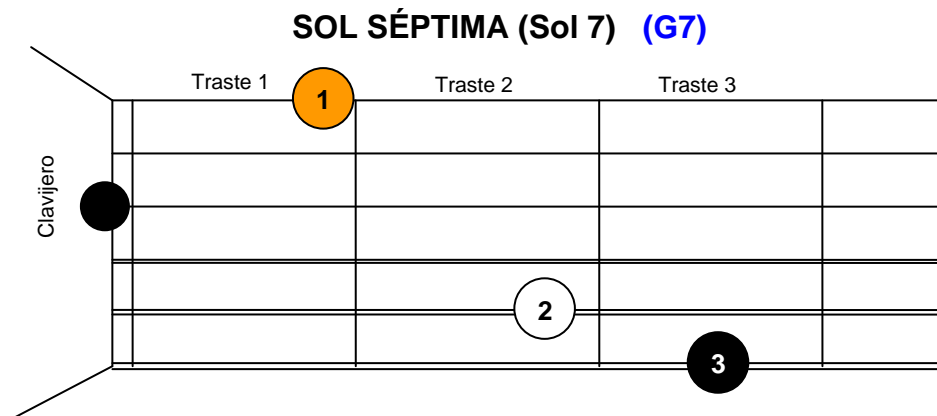 SOL SÉPTIMA (Sol 7) (G7)
Traste 1 Traste 2 Traste 3
1
Clavijero
2
3